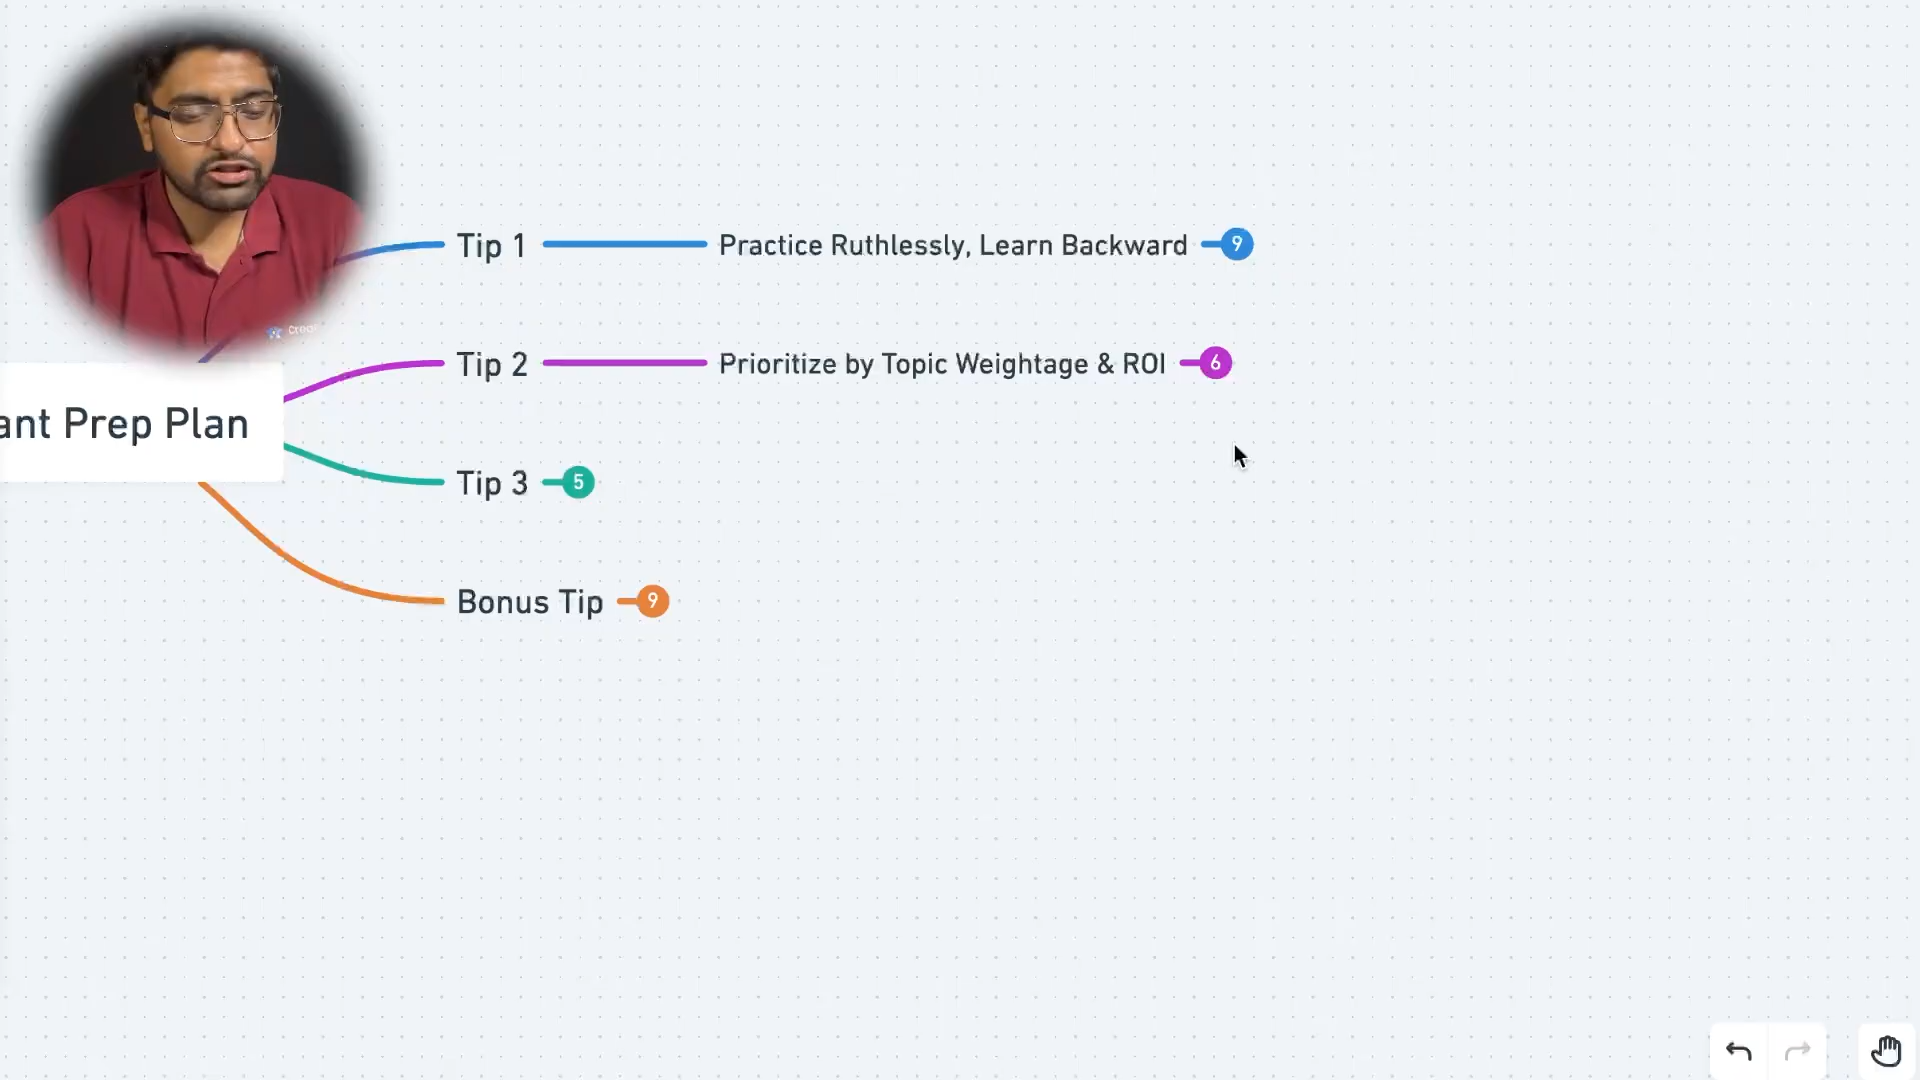 Tip 1
Practice Ruthlessly, Learn Backward
9
Tip 2
Prioritize by Topic Weightage & ROI
6
ant Prep Plan
Tip 3
5
Bonus Tip
9